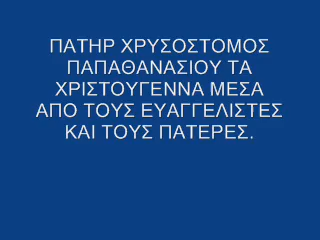 ΠΑΤΗΡ ΧΡΥΣΟΣΤΟΜΟΣ
ΠΑΠΑΘΑΝΑΣΙΟΥ ΤΑ
ΧΡΙΣΤΟΥΓΕΝΝΑ ΜΕΣΑ
ΑΠΟ ΤΟΥΣ ΕΥΑΓΓΕΛΙΣΤΕΣ
ΚΑΙ ΤΟΥΣ ΠΑΤΕΡΕΣ.